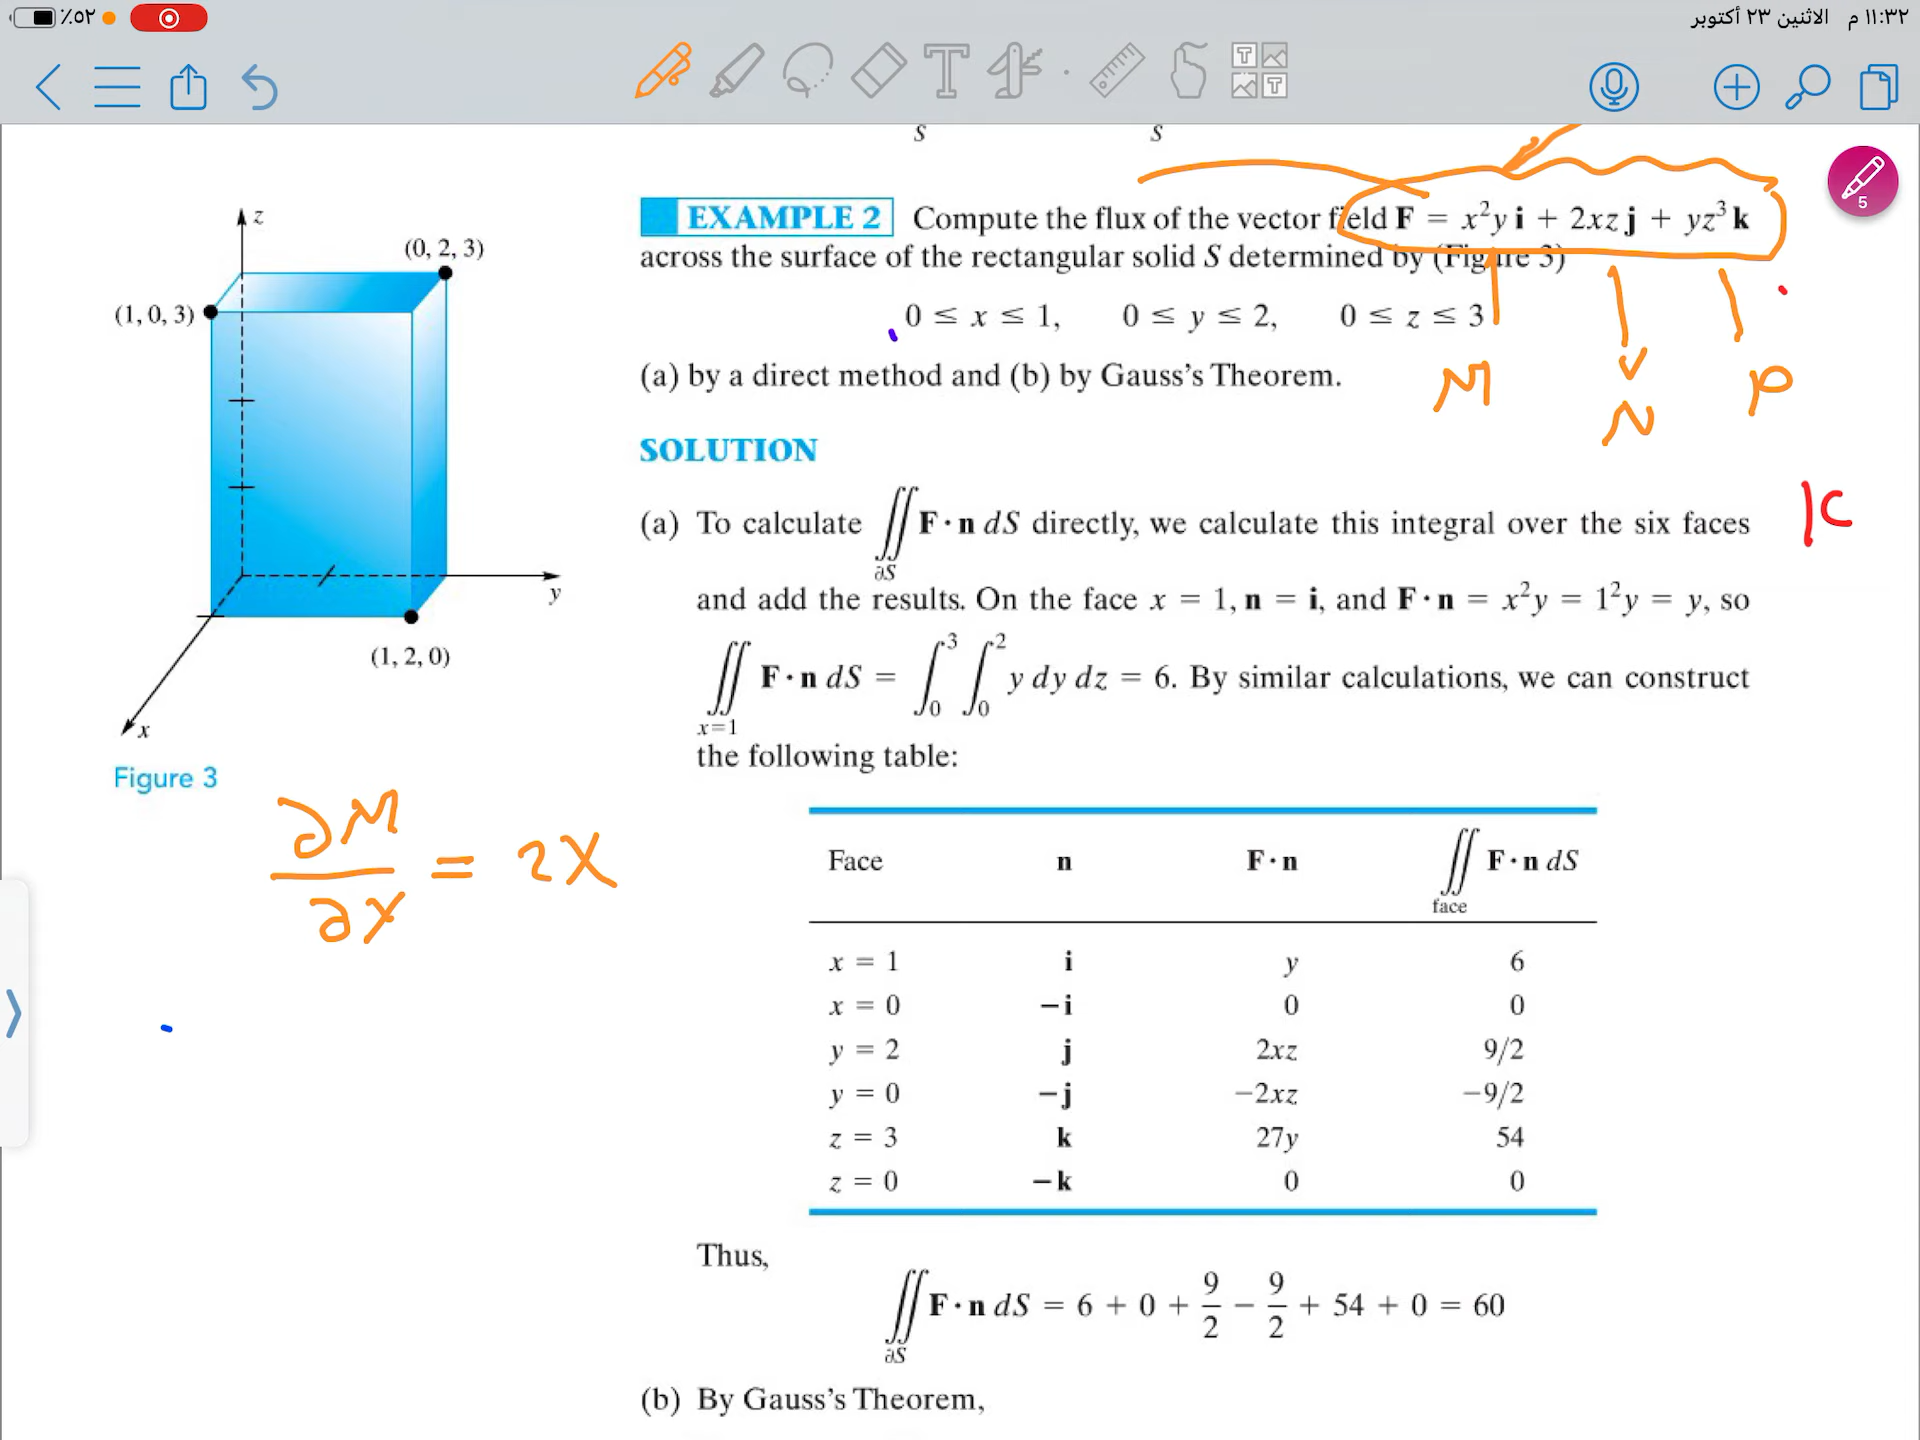 ٪٥٢
١١:٣٢ م الاثنين ٢٣ أكتوبر
S S
EXAMPLE 2 Compute the flux of the vector field F = x²y i + 2xz j + yz³ k
across the surface of the rectangular solid S determined by (Figure 3)
0 ≤ x ≤ 1, 0 ≤ y ≤ 2, 0 ≤ z ≤ 3
(a) by a direct method and (b) by Gauss's Theorem.
M
N
P
5
z
(0, 2, 3)
(1, 0, 3)
y
(1, 2, 0)
x
Figure 3
∂M/∂x = 2x
SOLUTION
(a) To calculate ∬_∂S F · n dS directly, we calculate this integral over the six faces
and add the results. On the face x = 1, n = i, and F · n = x²y = 1²y = y, so
∬_{x=1} F · n dS = ∫₀³ ∫₀² y dy dz = 6. By similar calculations, we can construct
the following table:
Face n F · n ∬_face F · n dS
x = 1 i y 6
x = 0 −i 0 0
y = 2 j 2xz 9/2
y = 0 −j −2xz −9/2
z = 3 k 27y 54
z = 0 −k 0 0
Thus,
∬_∂S F · n dS = 6 + 0 + 9/2 − 9/2 + 54 + 0 = 60
(b) By Gauss's Theorem,